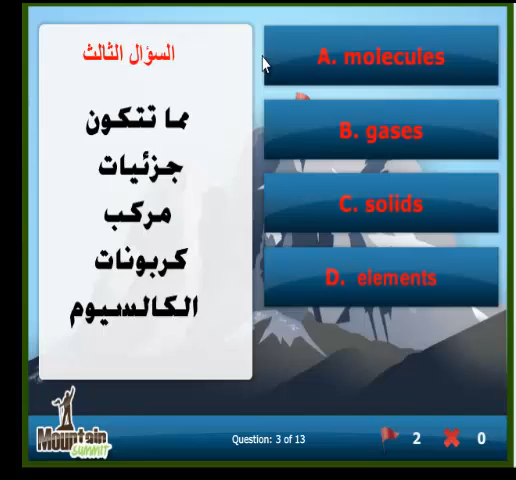 السؤال الثالث
مما تتكون
جزئيات
مركب
كربونات
الكالسيوم
A. molecules
B. gases
C. solids
D. elements
Mountain
SUMMIT
Question: 3 of 13
2
0